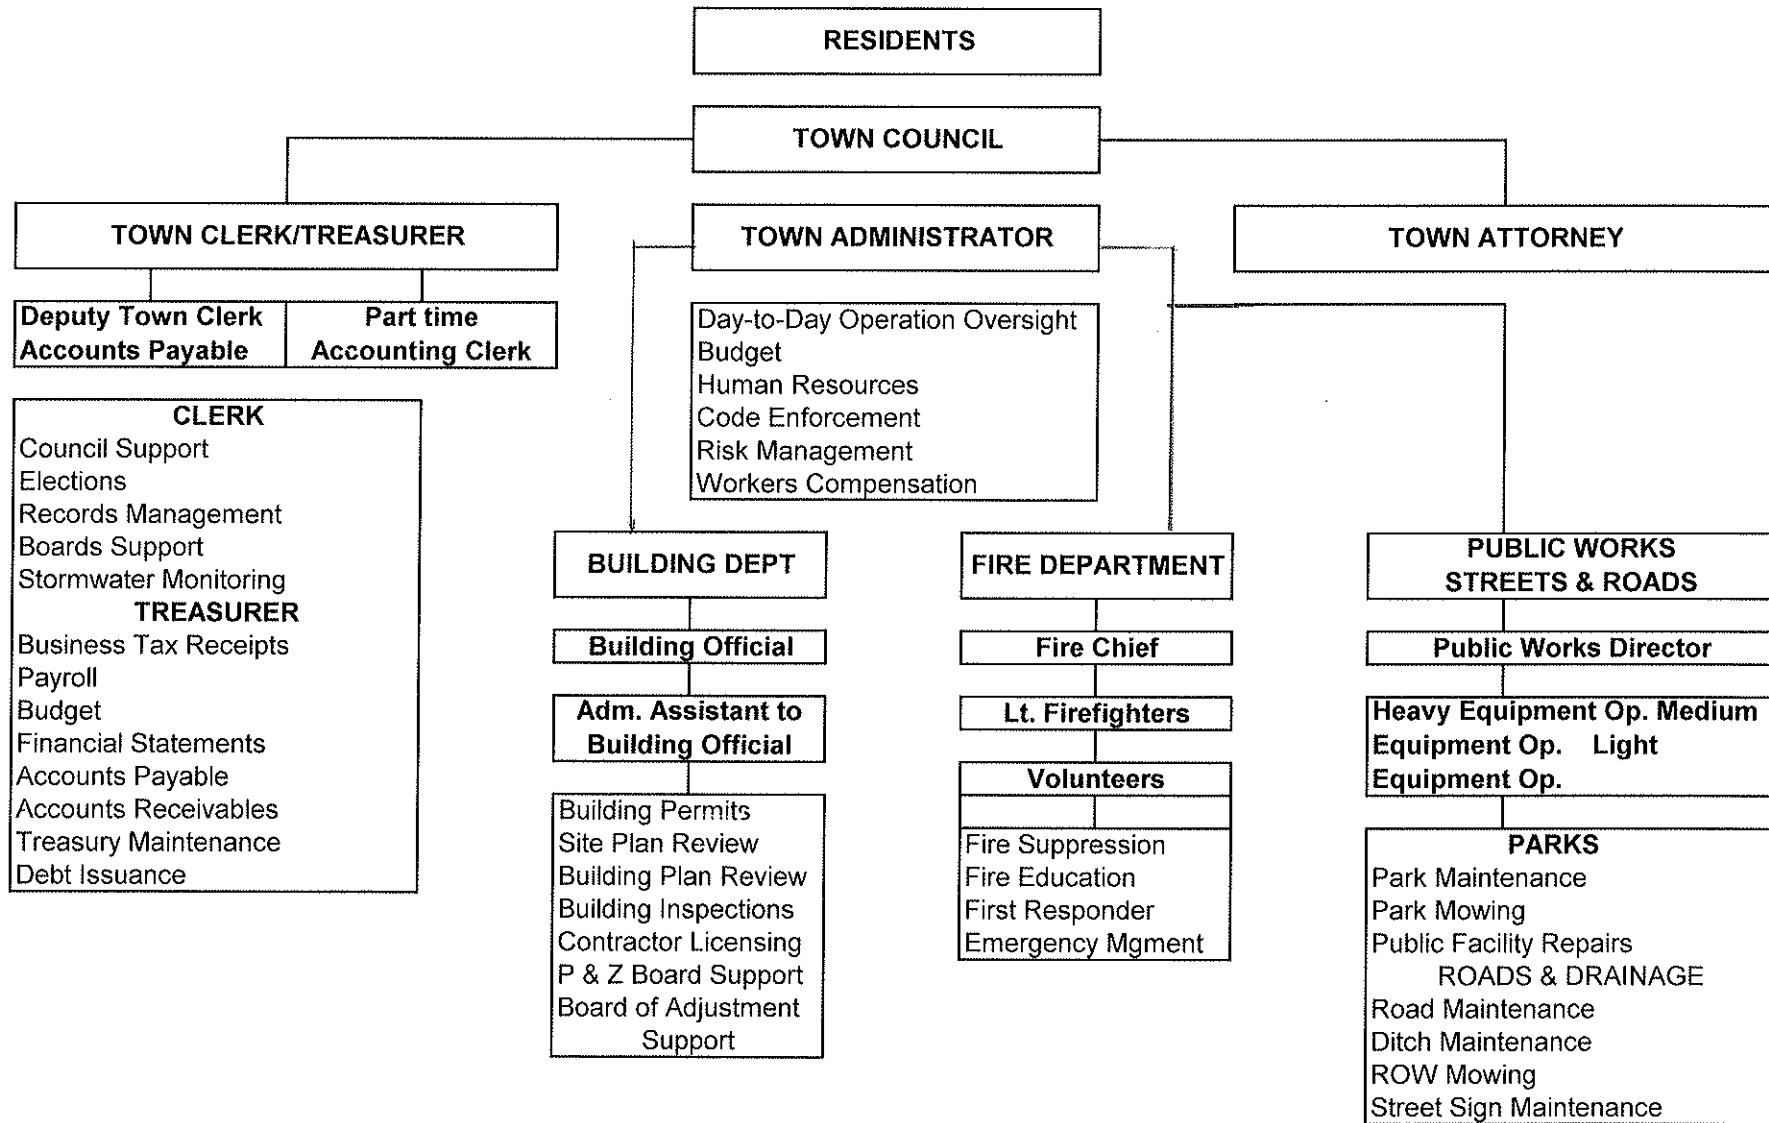 RESIDENTS
TOWN COUNCIL
TOWN CLERK/TREASURER
TOWN ADMINISTRATOR
TOWN ATTORNEY
Deputy Town Clerk
Accounts Payable
Part time
Accounting Clerk
CLERK
Council Support
Elections
Records Management
Boards Support
Stormwater Monitoring
TREASURER
Business Tax Receipts
Payroll
Budget
Financial Statements
Accounts Payable
Accounts Receivables
Treasury Maintenance
Debt Issuance
Day-to-Day Operation Oversight
Budget
Human Resources
Code Enforcement
Risk Management
Workers Compensation
BUILDING DEPT
Building Official
Adm. Assistant to
Building Official
Building Permits
Site Plan Review
Building Plan Review
Building Inspections
Contractor Licensing
P & Z Board Support
Board of Adjustment
Support
FIRE DEPARTMENT
Fire Chief
Lt. Firefighters
Volunteers
Fire Suppression
Fire Education
First Responder
Emergency Mgment
PUBLIC WORKS
STREETS & ROADS
Public Works Director
Heavy Equipment Op. Medium
Equipment Op. Light
Equipment Op.
PARKS
Park Maintenance
Park Mowing
Public Facility Repairs
ROADS & DRAINAGE
Road Maintenance
Ditch Maintenance
ROW Mowing
Street Sign Maintenance